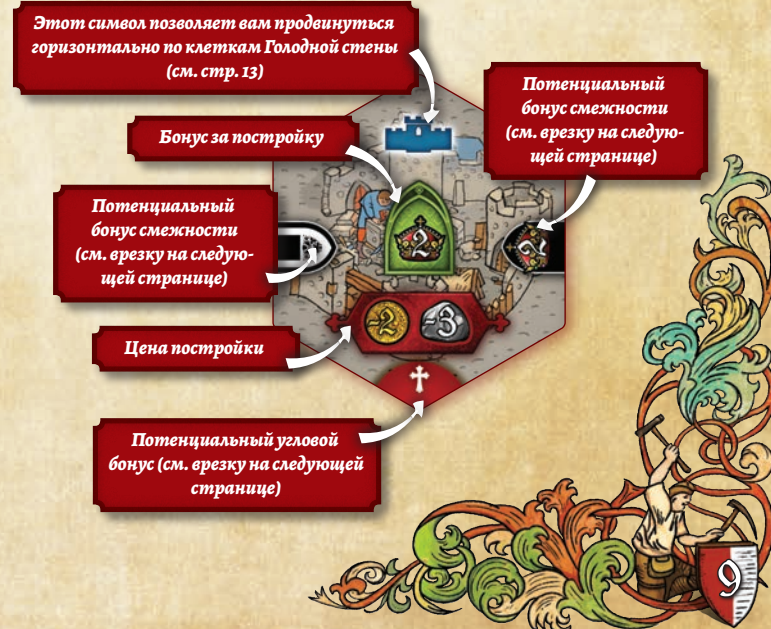 Этот символ позволяет вам продвинуться
горизонтально по клеткам Голодной стены
(см. стр. 13)
Потенциальный
бонус смежности
(см. врезку на следую-
щей странице)
Бонус за постройку
Потенциальный
бонус смежности
(см. врезку на следую-
щей странице)
2
2
Цена постройки
-2 -3
Потенциальный угловой
бонус (см. врезку на следующей
странице)
9